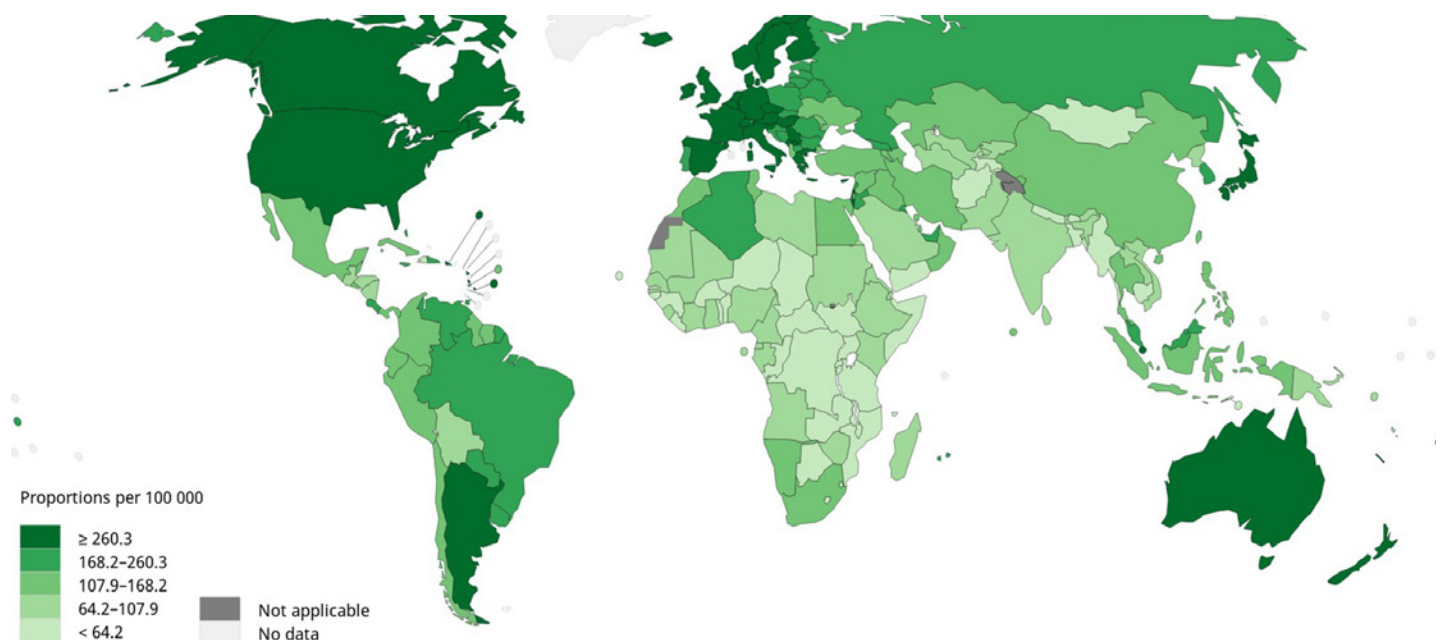 Proportions per 100 000
≥ 260.3
168.2–260.3
107.9–168.2
64.2–107.9
< 64.2
Not applicable
No data